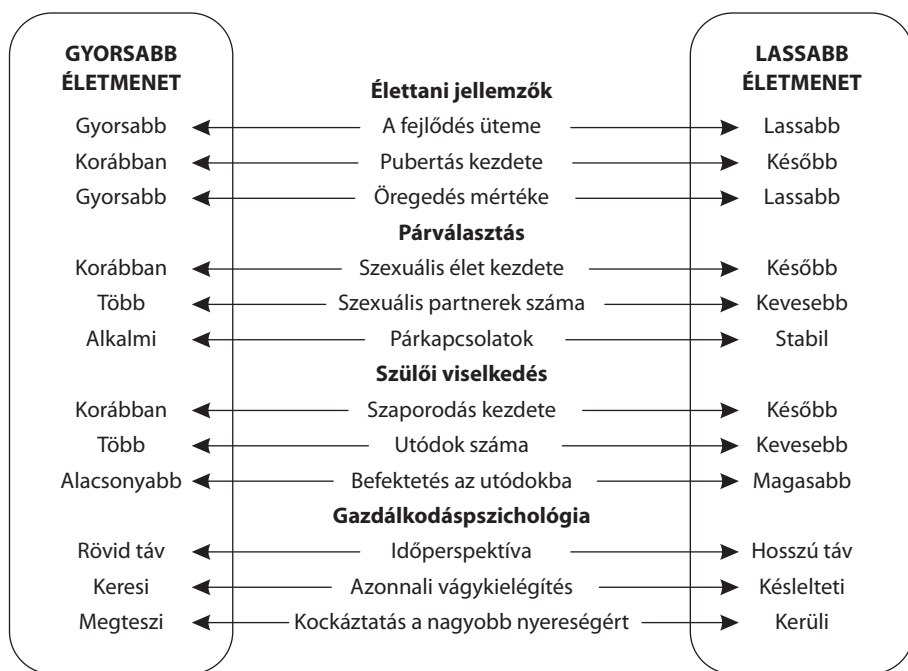 GYORSABB
ÉLETMENET
LASSABB
ÉLETMENET
Élettani jellemzők
Gyorsabb A fejlődés üteme Lassabb
Korábban Pubertás kezdete Később
Gyorsabb Öregedés mértéke Lassabb
Párválasztás
Korábban Szexuális élet kezdete Később
Több Szexuális partnerek száma Kevesebb
Alkalmi Párkapcsolatok Stabil
Szülői viselkedés
Korábban Szaporodás kezdete Később
Több Utódok száma Kevesebb
Alacsonyabb Befektetés az utódokba Magasabb
Gazdálkodáspszichológia
Rövid táv Időperspektíva Hosszú táv
Keresi Azonnali vágykielégítés Késlelteti
Megteszi Kockáztatás a nagyobb nyereségért Kerüli